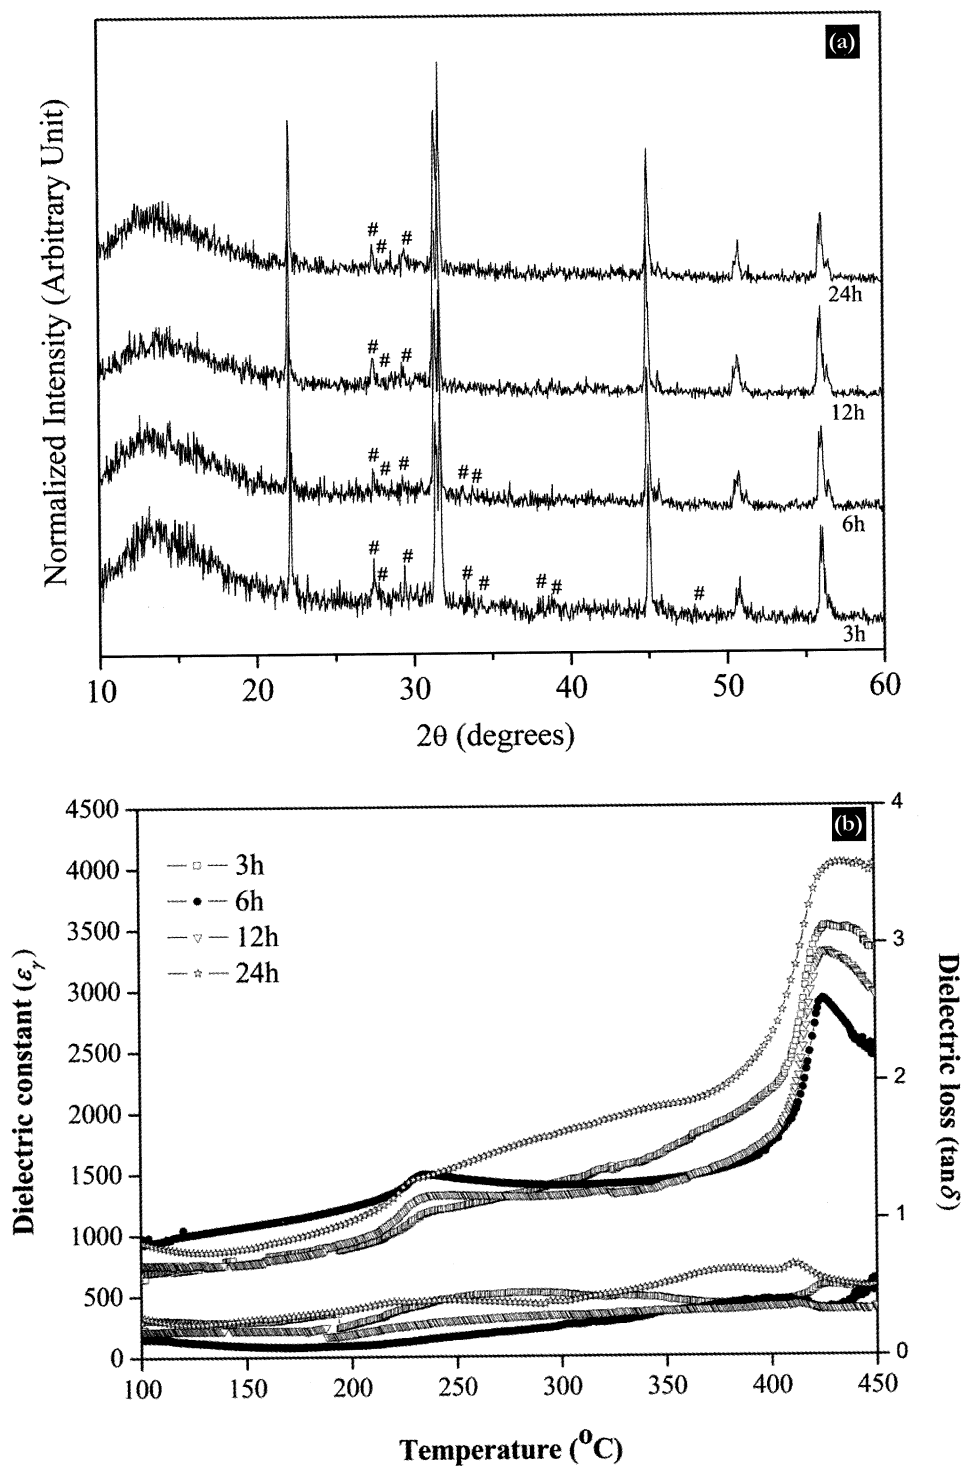 (a)
Normalized Intensity (Arbitrary Unit)
# # #
24h
# # #
12h
# # # # #
6h
# # # # # # # #
3h
10 20 30 40 50 60
2θ (degrees)
(b)
4500
4000
3500
3000
2500
2000
1500
1000
500
0
4
3
2
1
0
3h
6h
12h
24h
Dielectric constant (εγ)
Dielectric loss (tanδ)
100 150 200 250 300 350 400 450
Temperature (°C)